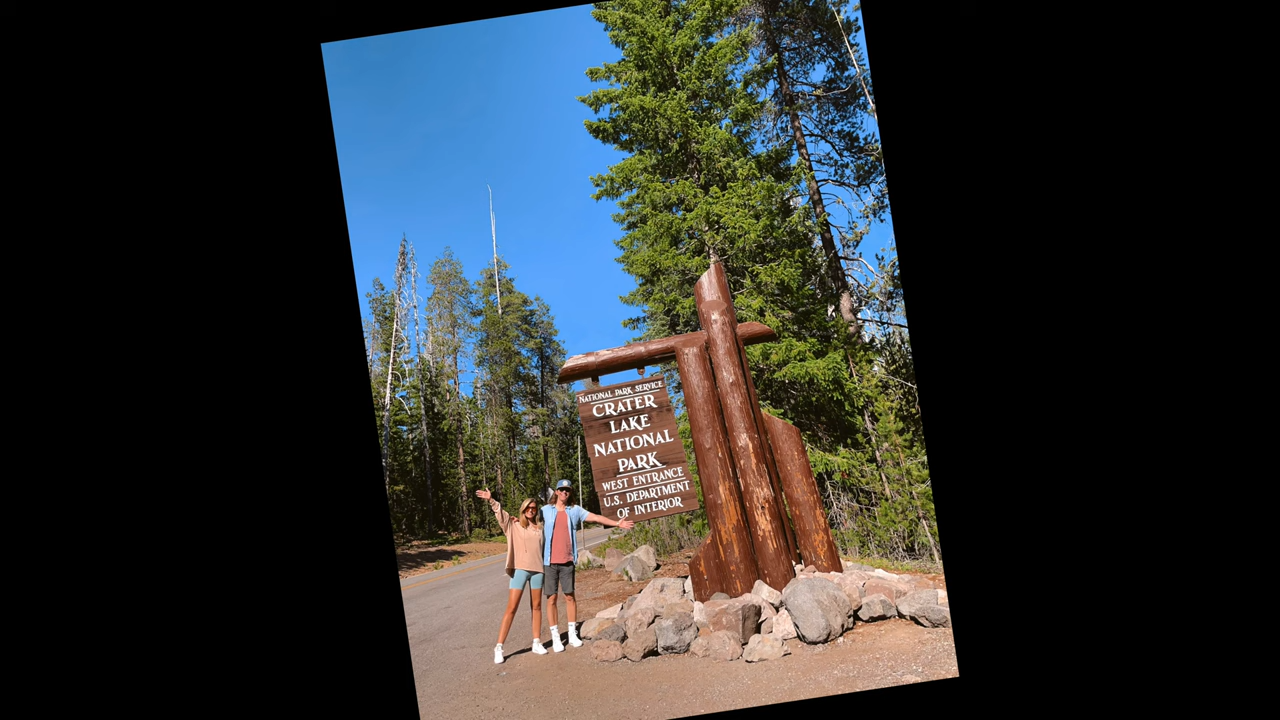 NATIONAL PARK SERVICE
CRATER
LAKE
NATIONAL
PARK
WEST ENTRANCE
U.S. DEPARTMENT
OF INTERIOR